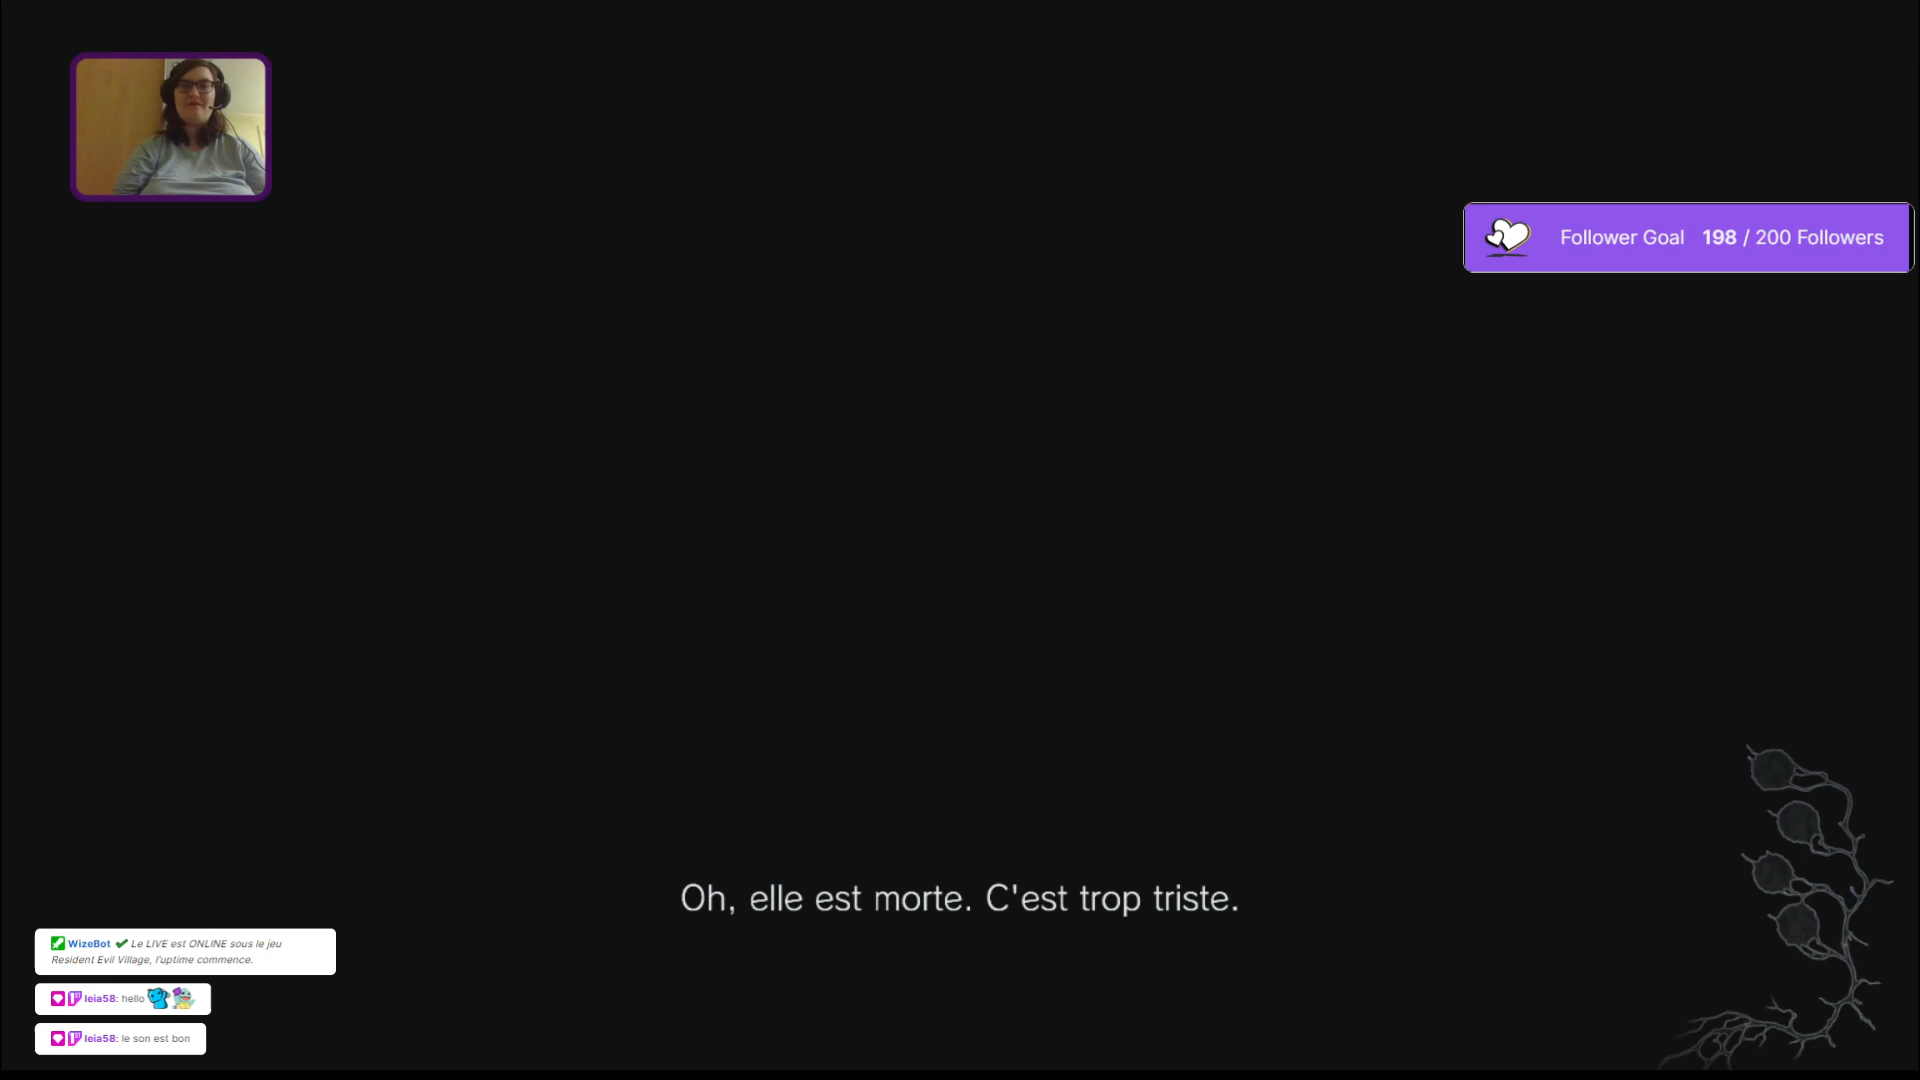 Follower Goal 198 / 200 Followers
Oh, elle est morte. C'est trop triste.
WizeBot Le LIVE est ONLINE sous le jeu
Resident Evil Village, l'uptime commence.
leia58: hello
leia58: le son est bon